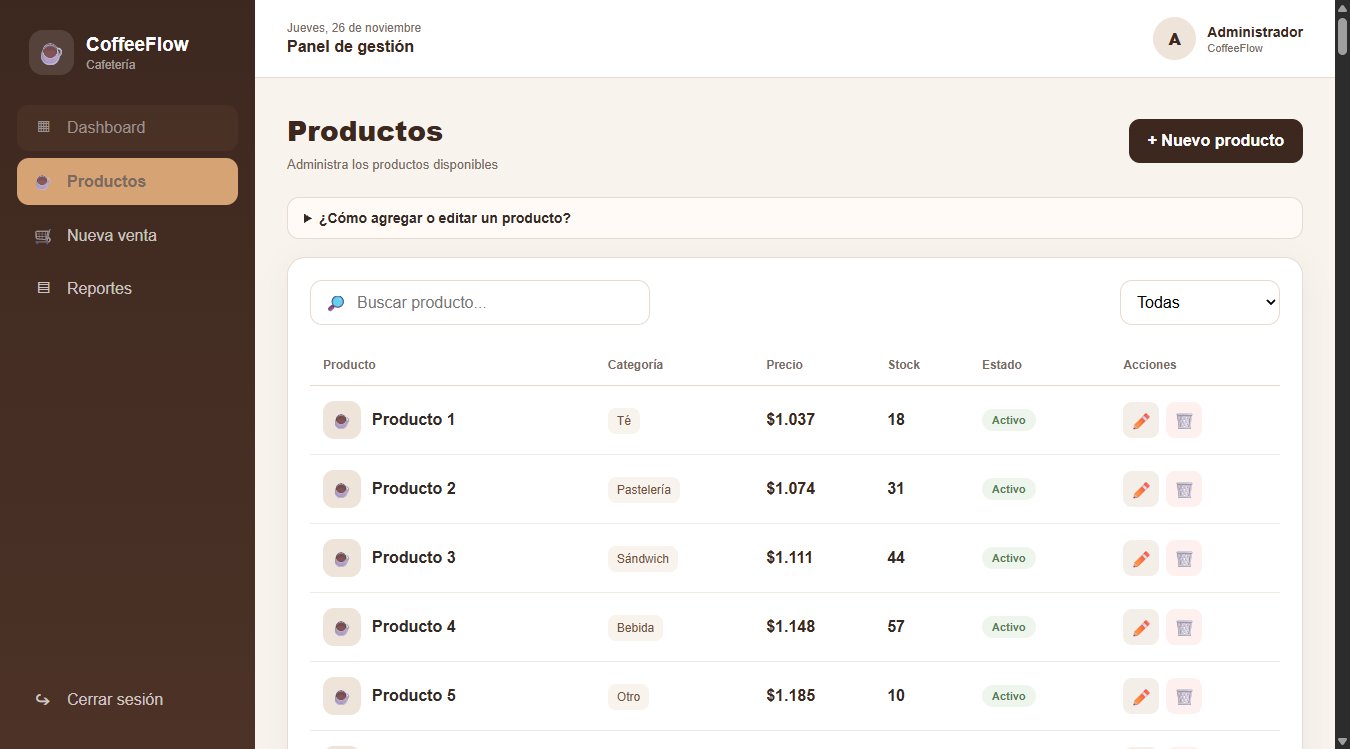 CoffeeFlow
Cafetería
Dashboard
Productos
Nueva venta
Reportes
Cerrar sesión
Jueves, 26 de noviembre
Panel de gestión
A
Administrador
CoffeeFlow
Productos
Administra los productos disponibles
+ Nuevo producto
¿Cómo agregar o editar un producto?
Buscar producto...
Todas
Producto Categoría Precio Stock Estado Acciones
Producto 1 Té $1.037 18 Activo
Producto 2 Pastelería $1.074 31 Activo
Producto 3 Sándwich $1.111 44 Activo
Producto 4 Bebida $1.148 57 Activo
Producto 5 Otro $1.185 10 Activo